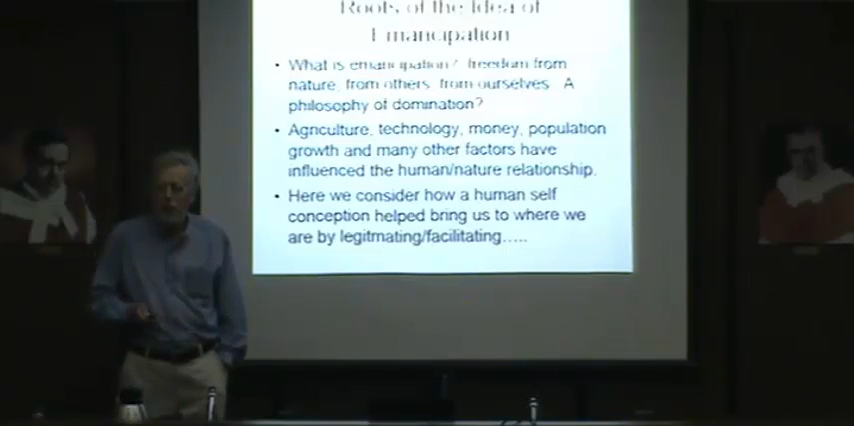 Roots of the Idea of
Emancipation
• What is emancipation? freedom from
nature, from others, from ourselves. A
philosophy of domination?
• Agriculture, technology, money, population
growth and many other factors have
influenced the human/nature relationship.
• Here we consider how a human self
conception helped bring us to where we
are by legitmating/facilitating…..